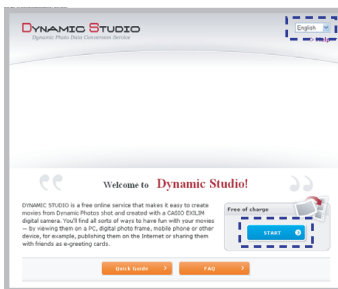 DYNAMIC STUDIO
Dynamic Photo Data Conversion Service
English
Welcome to Dynamic Studio!
DYNAMIC STUDIO is a free online service that makes it easy to create
movies from Dynamic Photos shot and created with a CASIO EXILIM
digital camera. You'll find all sorts of ways to have fun with your movies
— by viewing them on a PC, digital photo frame, mobile phone or other
device, for example, publishing them on the Internet or sharing them
with friends as e-greeting cards.
Free of charge
START
Quick Guide
FAQ